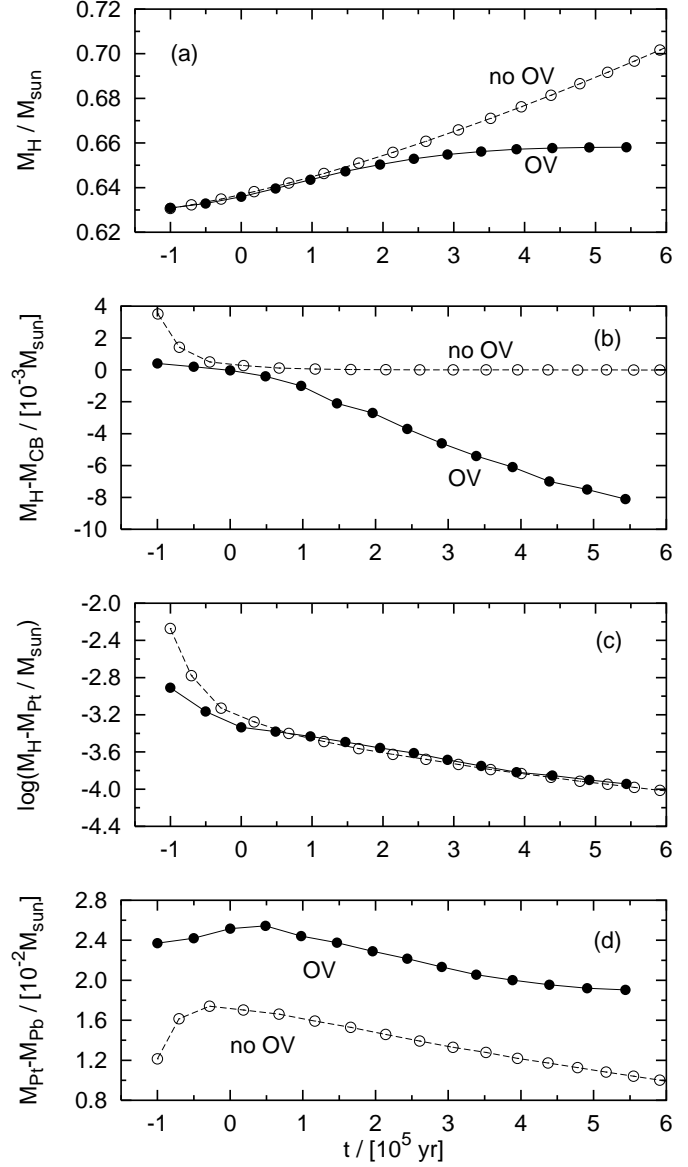 M_H / M_sun
0.72
0.70
0.68
0.66
0.64
0.62
(a)
no OV
OV
-1 0 1 2 3 4 5 6
M_H-M_CB / [10^-3 M_sun]
4
2
0
-2
-4
-6
-8
-10
(b)
no OV
OV
-1 0 1 2 3 4 5 6
log(M_H-M_Pt / M_sun)
-2.0
-2.4
-2.8
-3.2
-3.6
-4.0
-4.4
(c)
-1 0 1 2 3 4 5 6
M_Pt-M_Pb / [10^-2 M_sun]
2.8
2.4
2.0
1.6
1.2
0.8
(d)
OV
no OV
-1 0 1 2 3 4 5 6
t / [10^5 yr]